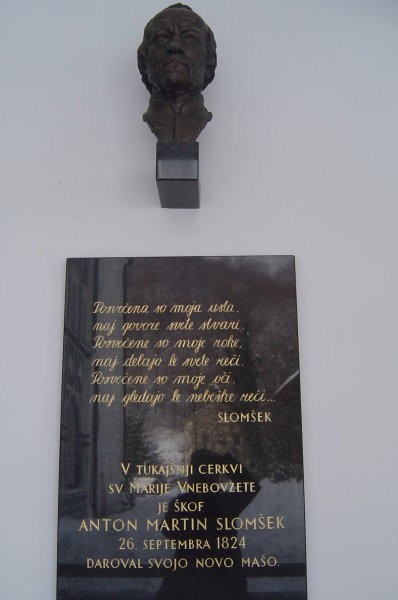 Posvečena so moja usta,
naj govore svete stvari,
Posvečene so moje roke,
naj delajo le svete reči.
Posvečene so moje oči
naj gledajo le nebeške reči...
SLOMŠEK
V TUKAJŠNJI CERKVI
SV. MARIJE VNEBOVZETE
JE ŠKOF
ANTON MARTIN SLOMŠEK
26. SEPTEMBRA 1824
DAROVAL SVOJO NOVO MAŠO.